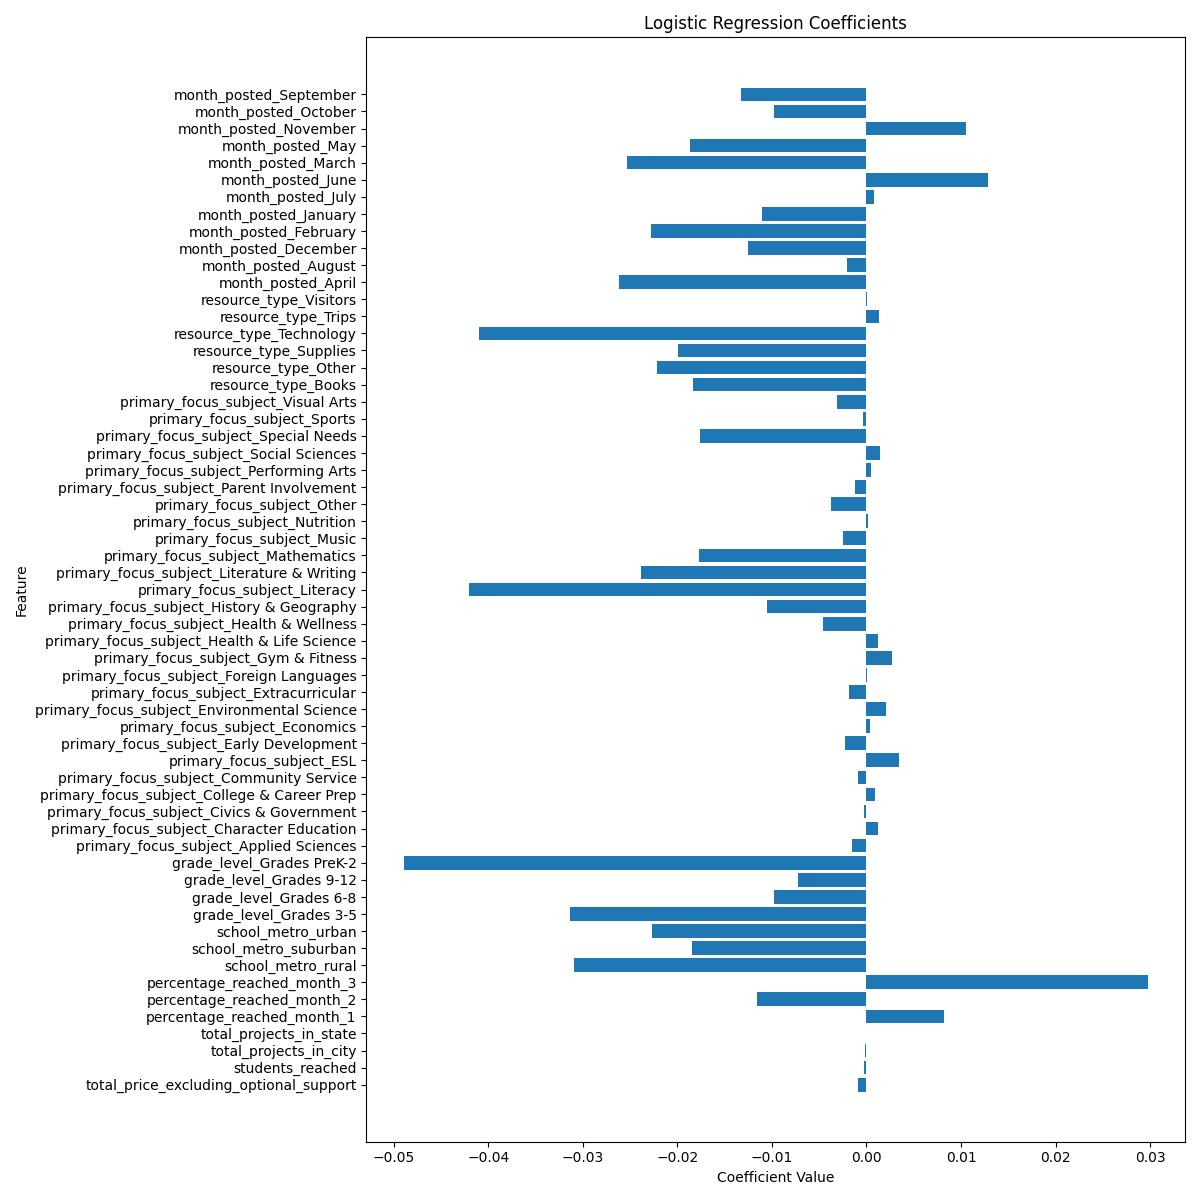 Logistic Regression Coefficients
month_posted_September
month_posted_October
month_posted_November
month_posted_May
month_posted_March
month_posted_June
month_posted_July
month_posted_January
month_posted_February
month_posted_December
month_posted_August
month_posted_April
resource_type_Visitors
resource_type_Trips
resource_type_Technology
resource_type_Supplies
resource_type_Other
resource_type_Books
primary_focus_subject_Visual Arts
primary_focus_subject_Sports
primary_focus_subject_Special Needs
primary_focus_subject_Social Sciences
primary_focus_subject_Performing Arts
primary_focus_subject_Parent Involvement
primary_focus_subject_Other
primary_focus_subject_Nutrition
primary_focus_subject_Music
primary_focus_subject_Mathematics
primary_focus_subject_Literature & Writing
primary_focus_subject_Literacy
primary_focus_subject_History & Geography
primary_focus_subject_Health & Wellness
primary_focus_subject_Health & Life Science
primary_focus_subject_Gym & Fitness
primary_focus_subject_Foreign Languages
primary_focus_subject_Extracurricular
primary_focus_subject_Environmental Science
primary_focus_subject_Economics
primary_focus_subject_Early Development
primary_focus_subject_ESL
primary_focus_subject_Community Service
primary_focus_subject_College & Career Prep
primary_focus_subject_Civics & Government
primary_focus_subject_Character Education
primary_focus_subject_Applied Sciences
grade_level_Grades PreK-2
grade_level_Grades 9-12
grade_level_Grades 6-8
grade_level_Grades 3-5
school_metro_urban
school_metro_suburban
school_metro_rural
percentage_reached_month_3
percentage_reached_month_2
percentage_reached_month_1
total_projects_in_state
total_projects_in_city
students_reached
total_price_excluding_optional_support
Feature
−0.05 −0.04 −0.03 −0.02 −0.01 0.00 0.01 0.02 0.03
Coefficient Value